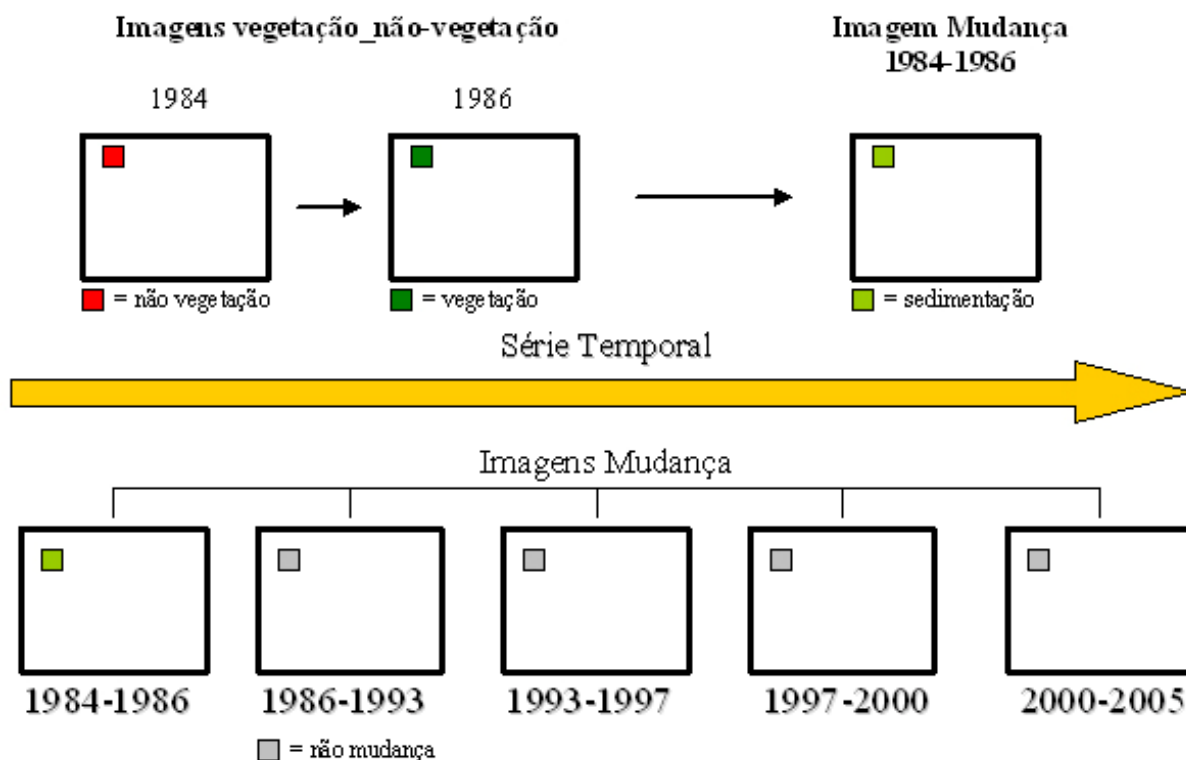 Imagens vegetação_não-vegetação
Imagem Mudança
1984-1986
1984
1986
= não vegetação
= vegetação
= sedimentação
Série Temporal
Imagens Mudança
1984-1986
1986-1993
1993-1997
1997-2000
2000-2005
= não mudança